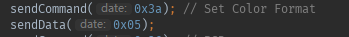 sendCommand( date: 0x3a); // Set Color Format
sendData( date: 0x05);